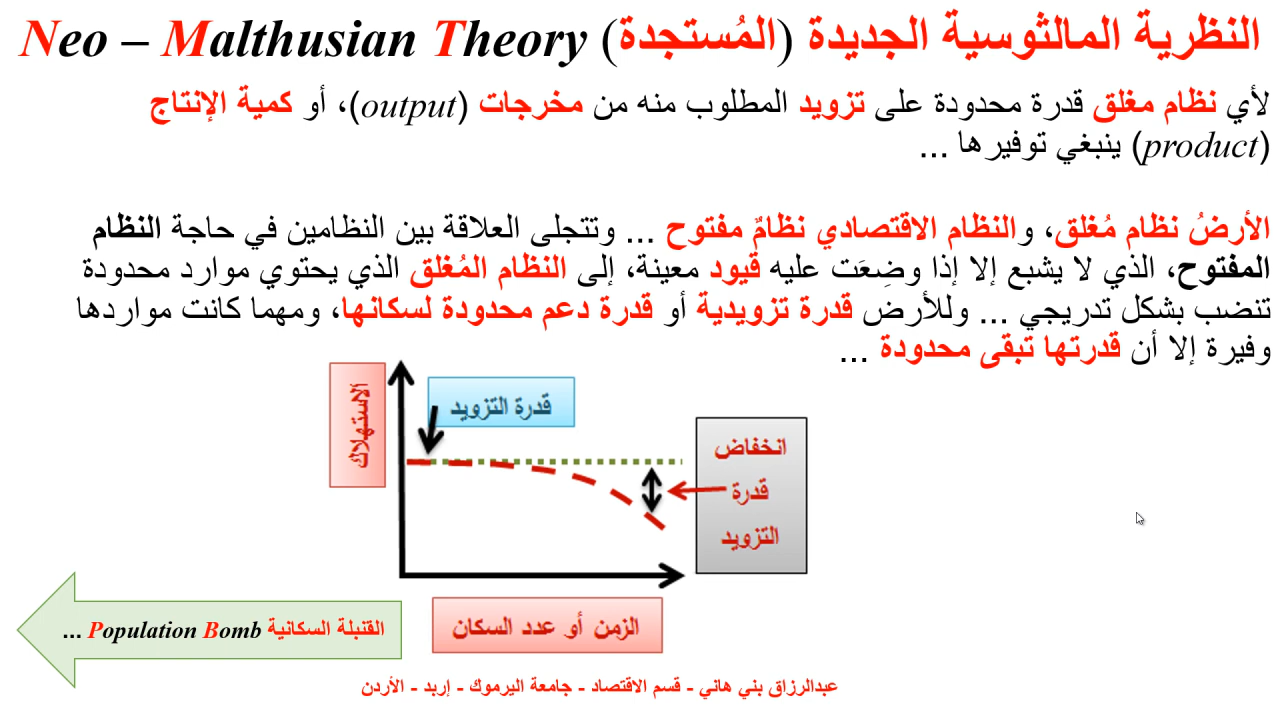 النظرية المالثوسية الجديدة (المُستجدة) Neo – Malthusian Theory
لأي نظام مغلق قدرة محدودة على تزويد المطلوب منه من مخرجات (output)، أو كمية الإنتاج
(product) ينبغي توفيرها ...
الأرضُ نظام مُغلق، والنظام الاقتصادي نظامٌ مفتوح ... وتتجلى العلاقة بين النظامين في حاجة النظام
المفتوح، الذي لا يشبع إلا إذا وضِعَت عليه قيود معينة، إلى النظام المُغلق الذي يحتوي موارد محدودة
تنضب بشكل تدريجي ... وللأرض قدرة تزويدية أو قدرة دعم محدودة لسكانها، ومهما كانت مواردها
وفيرة إلا أن قدرتها تبقى محدودة ...
الاستهلاك
قدرة التزويد
انخفاض
قدرة
التزويد
الزمن أو عدد السكان
القنبلة السكانية Population Bomb ...
عبدالرزاق بني هاني - قسم الاقتصاد - جامعة اليرموك - إربد - الأردن